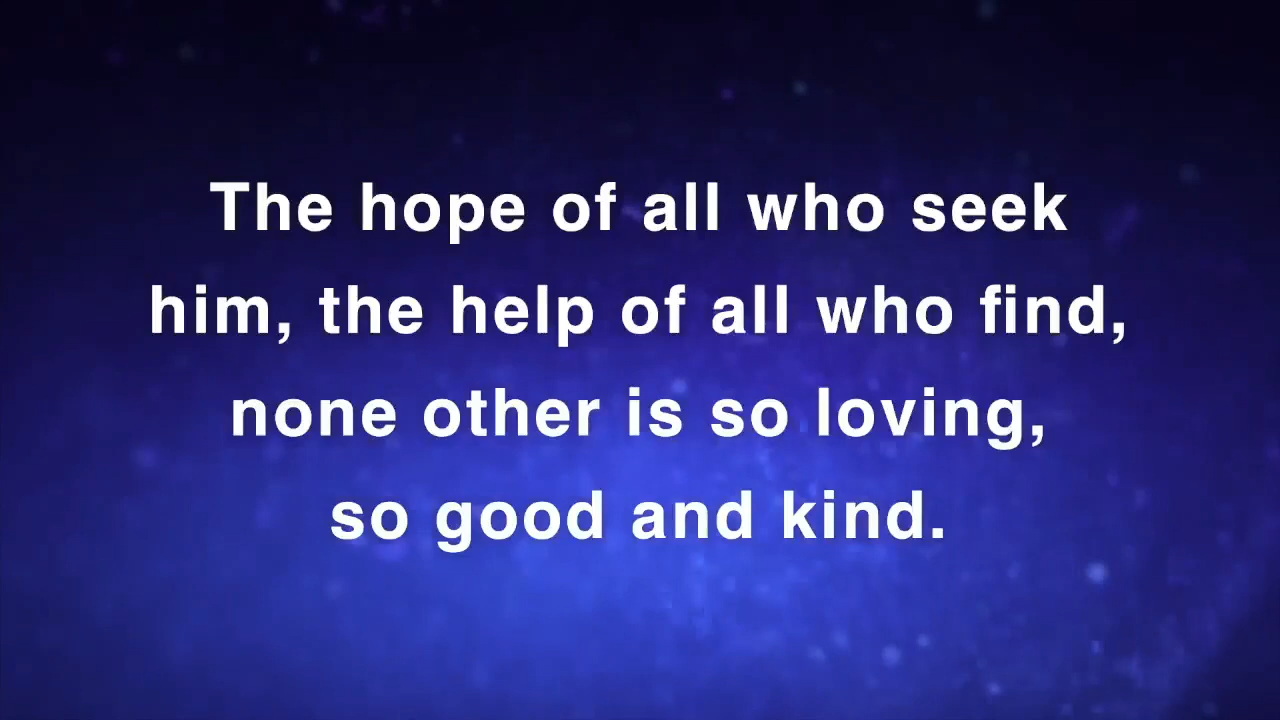 The hope of all who seek
him, the help of all who find,
none other is so loving,
so good and kind.